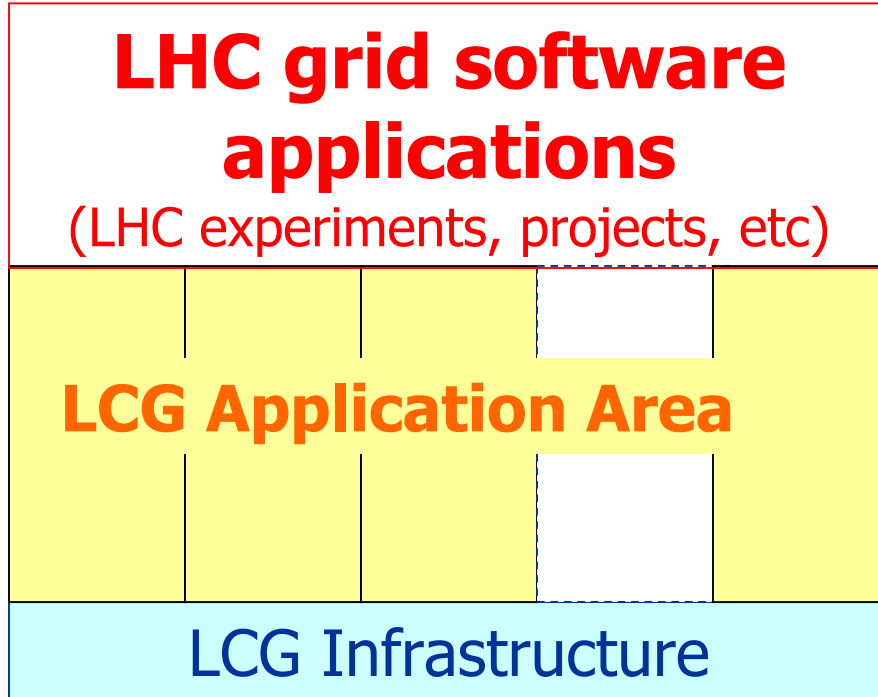 LHC grid software
applications
(LHC experiments, projects, etc)
LCG Application Area
LCG Infrastructure